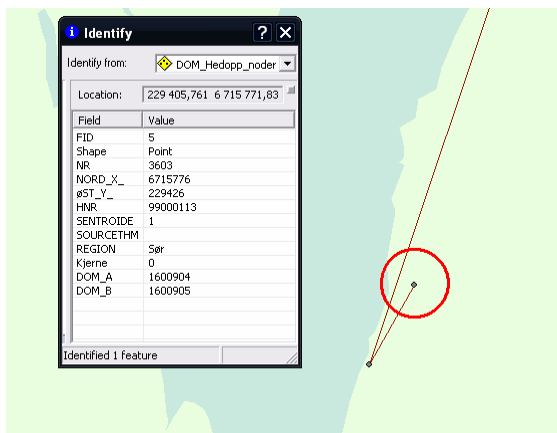 Identify
Identify from: DOM_Hedopp_noder
Location: 229 405,761 6 715 771,83
Field Value
FID 5
Shape Point
NR 3603
NORD_X_ 6715776
øST_Y_ 229426
HNR 99000113
SENTROIDE 1
SOURCETHM
REGION Sør
Kjerne 0
DOM_A 1600904
DOM_B 1600905
Identified 1 feature